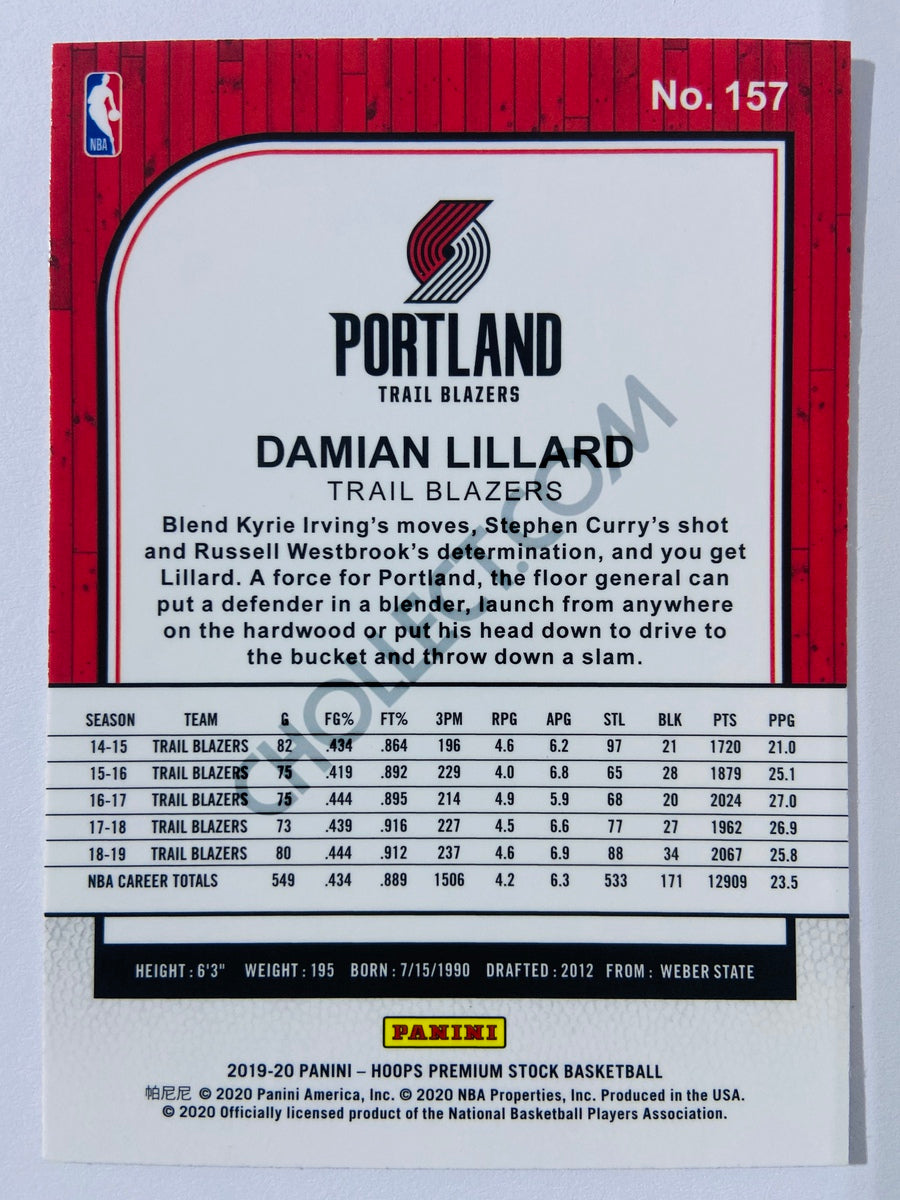 NBA
No. 157
PORTLAND
TRAIL BLAZERS
DAMIAN LILLARD
TRAIL BLAZERS
Blend Kyrie Irving's moves, Stephen Curry's shot
and Russell Westbrook's determination, and you get
Lillard. A force for Portland, the floor general can
put a defender in a blender, launch from anywhere
on the hardwood or put his head down to drive to
the bucket and throw down a slam.
CHOLLECT.COM
SEASON TEAM G FG% FT% 3PM RPG APG STL BLK PTS PPG
14-15 TRAIL BLAZERS 82 .434 .864 196 4.6 6.2 97 21 1720 21.0
15-16 TRAIL BLAZERS 75 .419 .892 229 4.0 6.8 65 28 1879 25.1
16-17 TRAIL BLAZERS 75 .444 .895 214 4.9 5.9 68 20 2024 27.0
17-18 TRAIL BLAZERS 73 .439 .916 227 4.5 6.6 77 27 1962 26.9
18-19 TRAIL BLAZERS 80 .444 .912 237 4.6 6.9 88 34 2067 25.8
NBA CAREER TOTALS 549 .434 .889 1506 4.2 6.3 533 171 12909 23.5
HEIGHT : 6'3" WEIGHT : 195 BORN : 7/15/1990 DRAFTED : 2012 FROM : WEBER STATE
PANINI
2019-20 PANINI – HOOPS PREMIUM STOCK BASKETBALL
帕尼尼 © 2020 Panini America, Inc. © 2020 NBA Properties, Inc. Produced in the USA.
© 2020 Officially licensed product of the National Basketball Players Association.